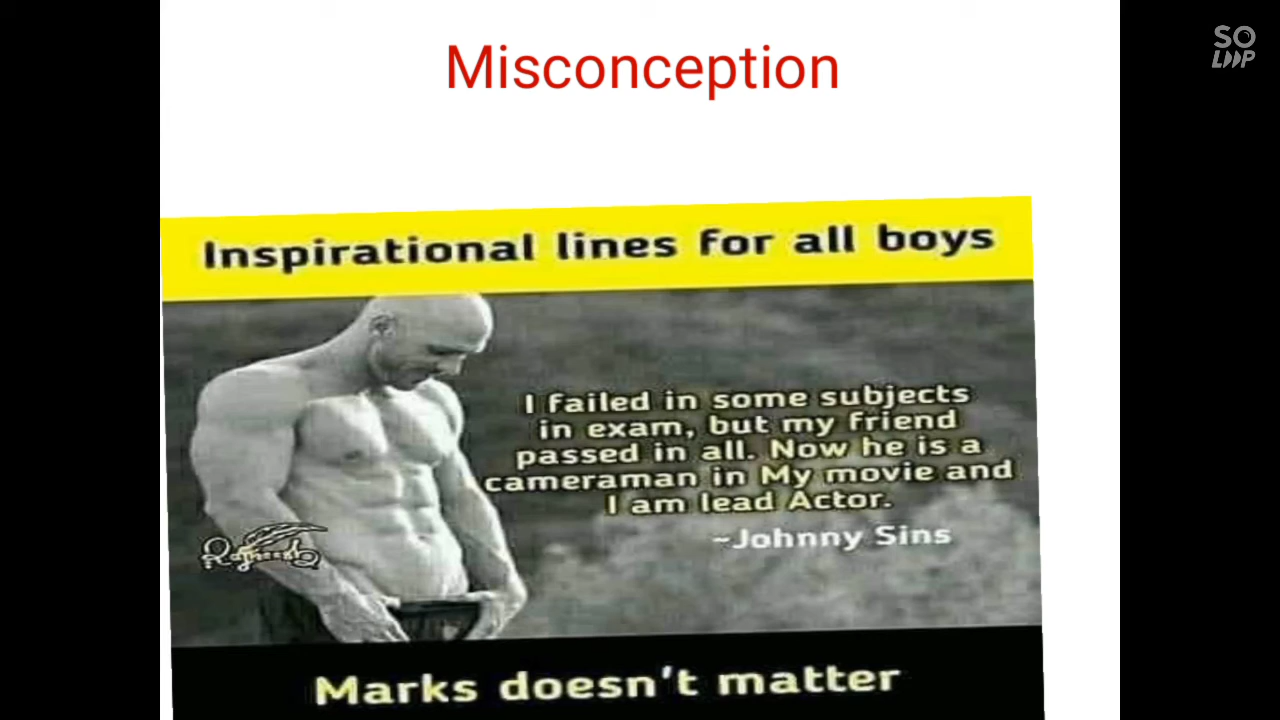 Misconception
SO
LOOP
Inspirational lines for all boys
I failed in some subjects
in exam, but my friend
passed in all. Now he is a
cameraman in My movie and
I am lead Actor.
~Johnny Sins
Marks doesn't matter